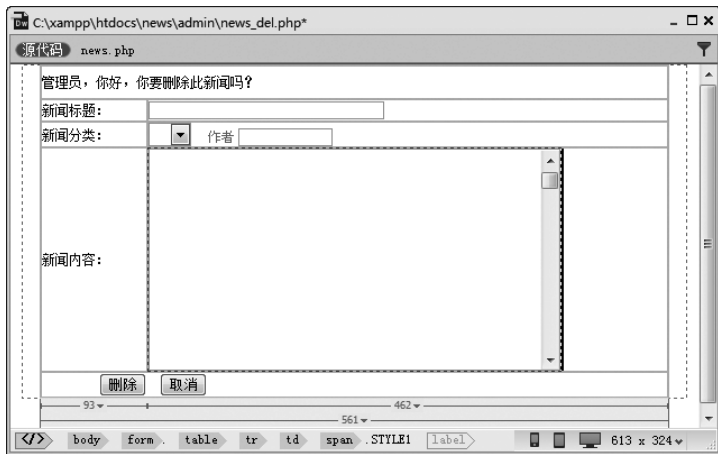 C:\xampp\htdocs\news\admin\news_del.php*
源代码 news.php
管理员，你好，你要删除此新闻吗？
新闻标题：
新闻分类： 作者
新闻内容：
删除 取消
93 462
561
</> body form . table tr td span .STYLE1 label 613 x 324